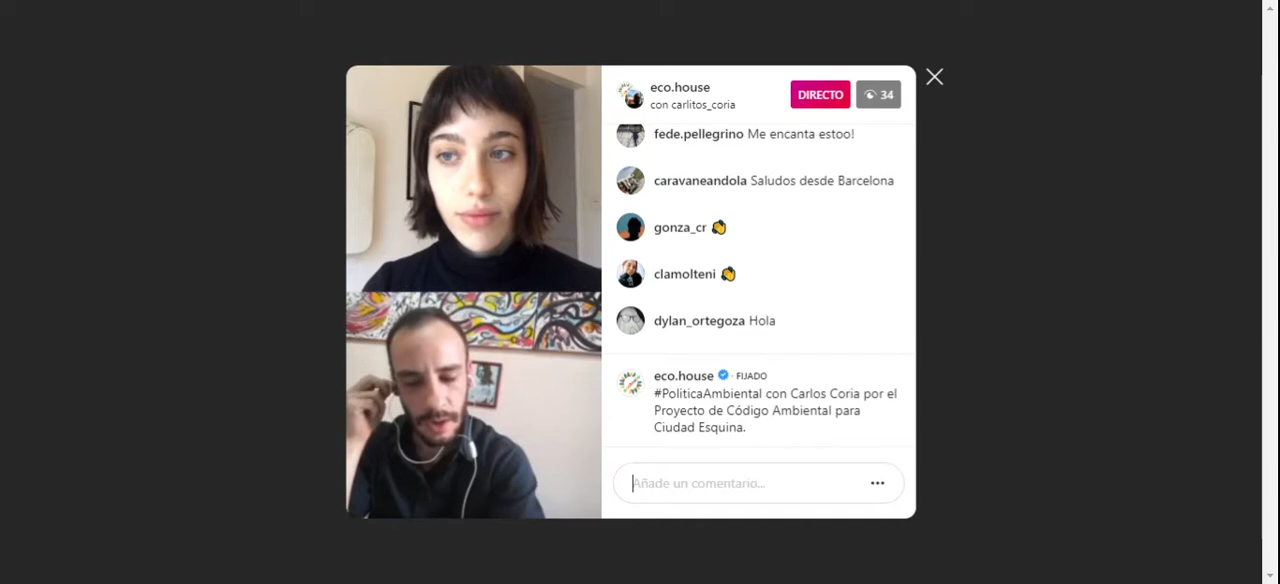 eco.house
con carlitos_coria
DIRECTO
34
fede.pellegrino Me encanta estoo!
caravaneandola Saludos desde Barcelona
gonza_cr 👏
clamolteni 👏
dylan_ortegoza Hola
eco.house · FIJADO
#PoliticaAmbiental con Carlos Coria por el
Proyecto de Código Ambiental para
Ciudad Esquina.
Añade un comentario...